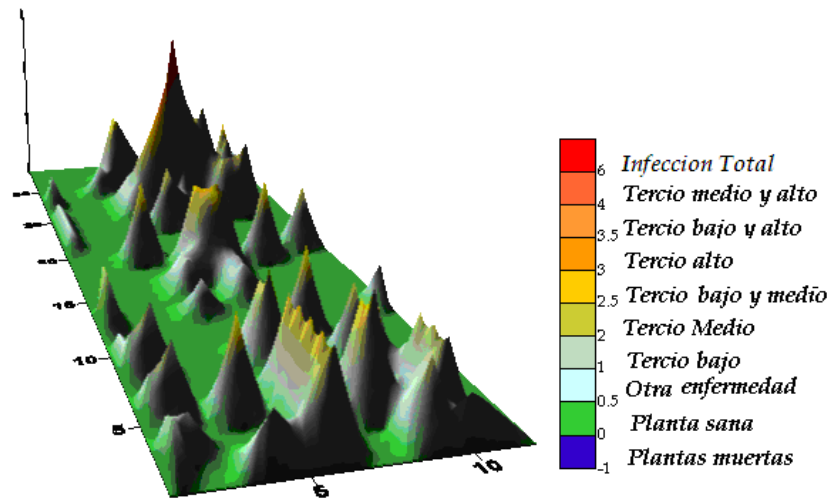 6
Infeccion Total
4
Tercio medio y alto
3.5
Tercio bajo y alto
3
Tercio alto
2.5
Tercio bajo y medio
2
Tercio Medio
1
Tercio bajo
0.5
Otra enfermedad
0
Planta sana
-1
Plantas muertas
15
10
5
5
10